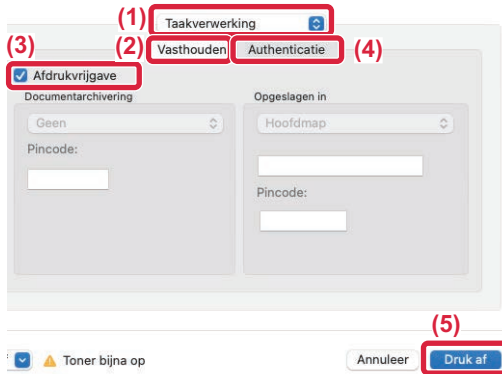 (1) Taakverwerking
(3) (2) Vasthouden Authenticatie (4)
Afdrukvrijgave
Documentarchivering Opgeslagen in
Geen Hoofdmap
Pincode:
Pincode:
(5)
Toner bijna op Annuleer Druk af